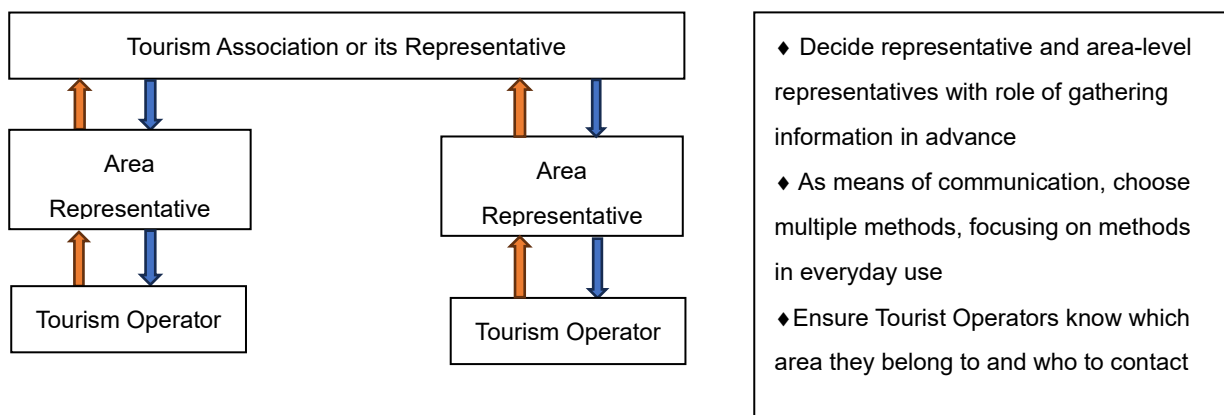 Tourism Association or its Representative
Area
Representative
Area
Representative
Tourism Operator
Tourism Operator
♦ Decide representative and area-level
representatives with role of gathering
information in advance
♦ As means of communication, choose
multiple methods, focusing on methods
in everyday use
♦Ensure Tourist Operators know which
area they belong to and who to contact